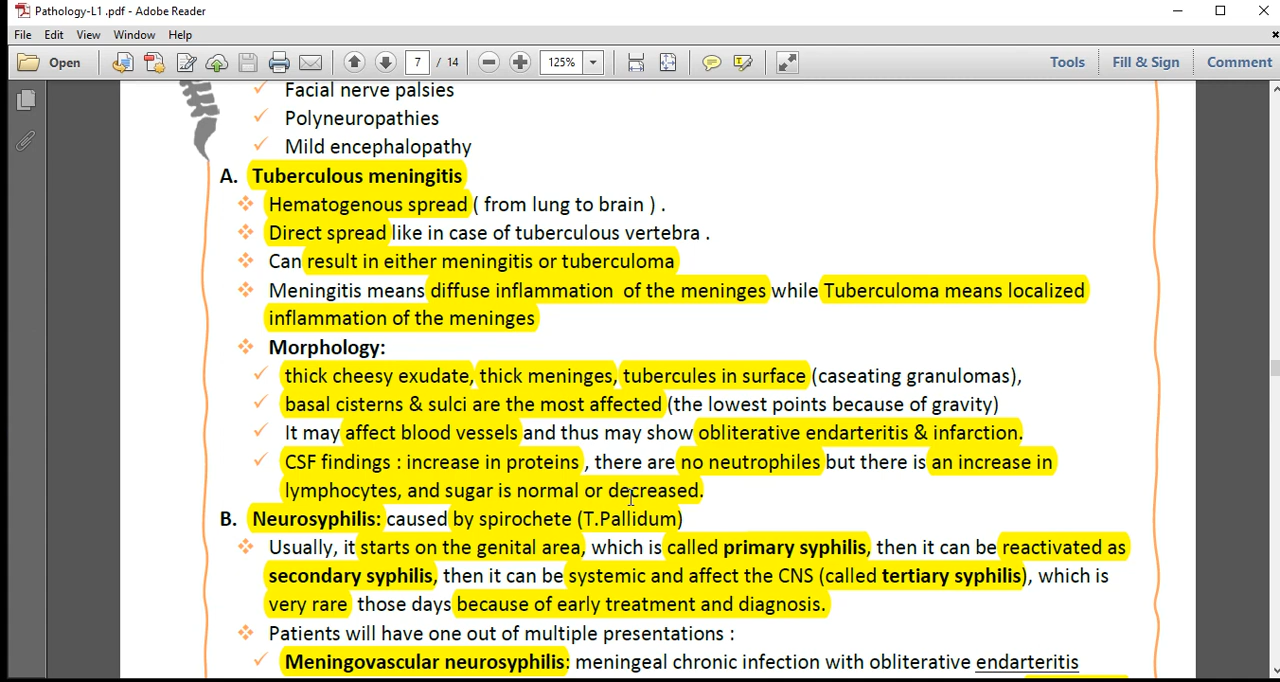 Pathology-L1 .pdf - Adobe Reader
File Edit View Window Help
Open 7 / 14 125% Tools Fill & Sign Comment
Facial nerve palsies
Polyneuropathies
Mild encephalopathy
A. Tuberculous meningitis
Hematogenous spread ( from lung to brain ) .
Direct spread like in case of tuberculous vertebra .
Can result in either meningitis or tuberculoma
Meningitis means diffuse inflammation of the meninges while Tuberculoma means localized
inflammation of the meninges
Morphology:
thick cheesy exudate, thick meninges, tubercules in surface (caseating granulomas),
basal cisterns & sulci are the most affected (the lowest points because of gravity)
It may affect blood vessels and thus may show obliterative endarteritis & infarction.
CSF findings : increase in proteins , there are no neutrophiles but there is an increase in
lymphocytes, and sugar is normal or decreased.
B. Neurosyphilis: caused by spirochete (T.Pallidum)
Usually, it starts on the genital area, which is called primary syphilis, then it can be reactivated as
secondary syphilis, then it can be systemic and affect the CNS (called tertiary syphilis), which is
very rare those days because of early treatment and diagnosis.
Patients will have one out of multiple presentations :
Meningovascular neurosyphilis: meningeal chronic infection with obliterative endarteritis